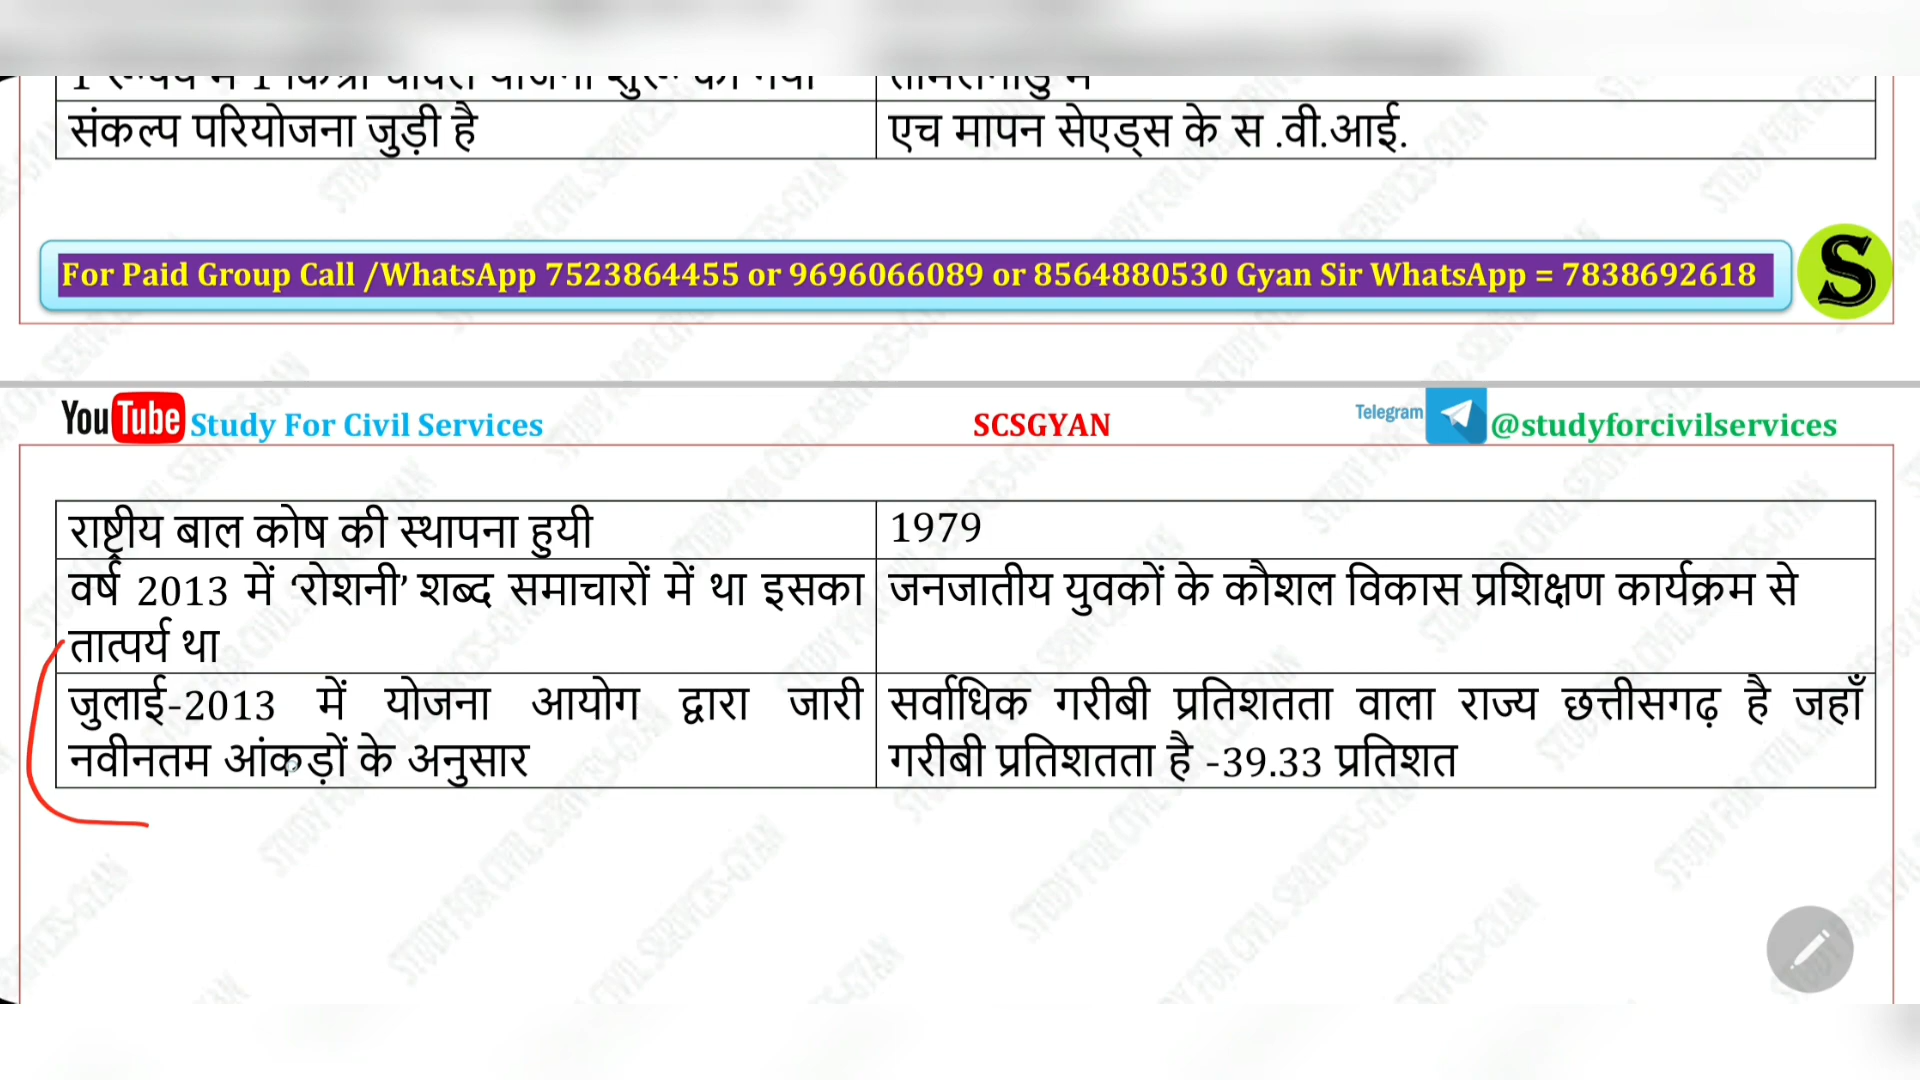 संकल्प परियोजना जुड़ी है
एच मापन सेएड्स के स .वी.आई.
For Paid Group Call /WhatsApp 7523864455 or 9696066089 or 8564880530 Gyan Sir WhatsApp = 7838692618
S
YouTube Study For Civil Services
SCSGYAN
Telegram @studyforcivilservices
राष्ट्रीय बाल कोष की स्थापना हुयी
1979
वर्ष 2013 में ‘रोशनी’ शब्द समाचारों में था इसका
तात्पर्य था
जनजातीय युवकों के कौशल विकास प्रशिक्षण कार्यक्रम से
जुलाई-2013 में योजना आयोग द्वारा जारी
नवीनतम आंकड़ों के अनुसार
सर्वाधिक गरीबी प्रतिशतता वाला राज्य छत्तीसगढ़ है जहाँ
गरीबी प्रतिशतता है -39.33 प्रतिशत